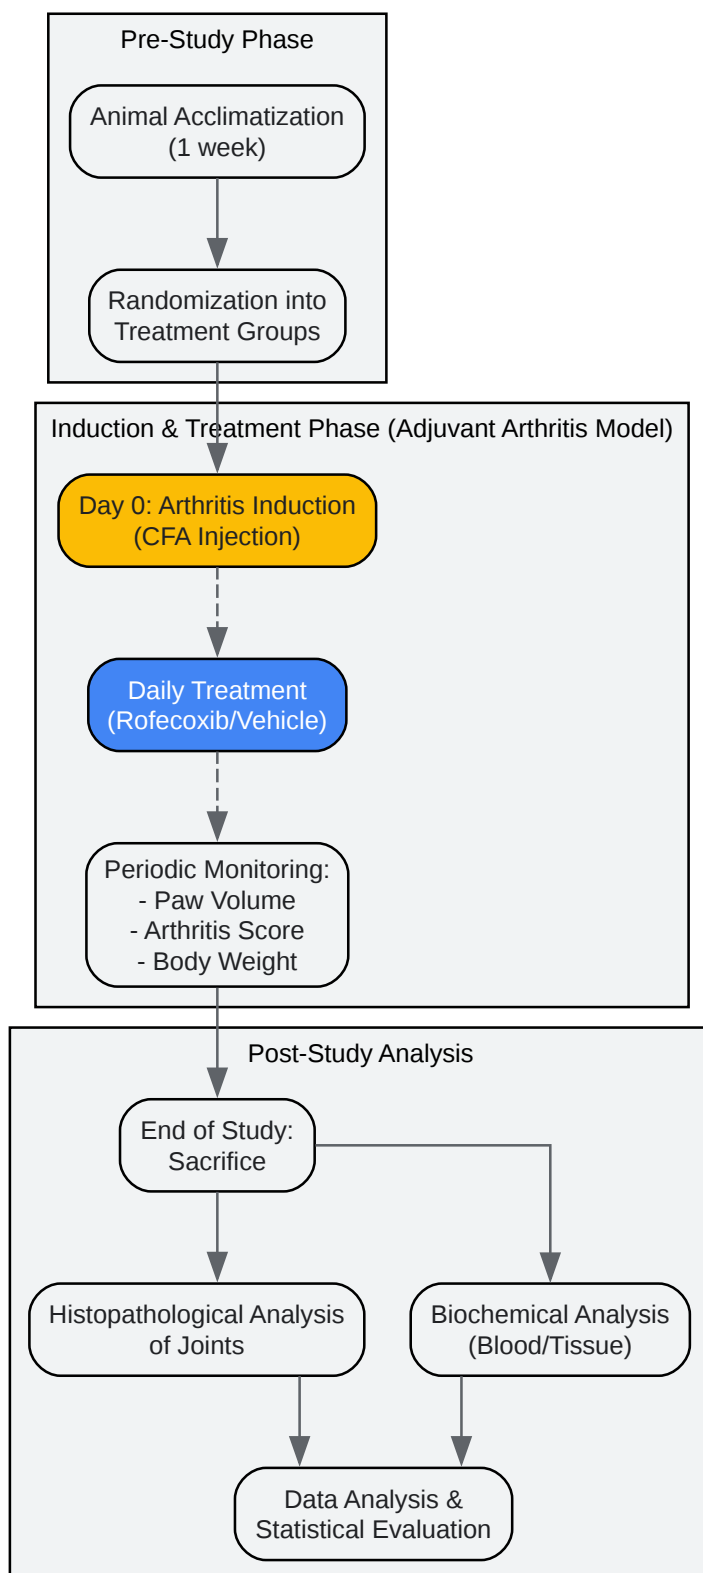 Pre-Study Phase
Animal Acclimatization
(1 week)
Randomization into
Treatment Groups
Induction & Treatment Phase (Adjuvant Arthritis Model)
Day 0: Arthritis Induction
(CFA Injection)
Daily Treatment
(Rofecoxib/Vehicle)
Periodic Monitoring:
- Paw Volume
- Arthritis Score
- Body Weight
Post-Study Analysis
End of Study:
Sacrifice
Histopathological Analysis
of Joints
Biochemical Analysis
(Blood/Tissue)
Data Analysis &
Statistical Evaluation